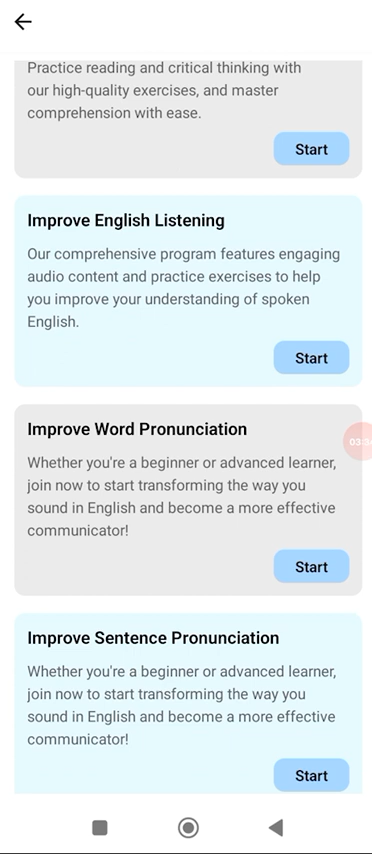 Practice reading and critical thinking with
our high-quality exercises, and master
comprehension with ease.
Start
Improve English Listening
Our comprehensive program features engaging
audio content and practice exercises to help
you improve your understanding of spoken
English.
Start
Improve Word Pronunciation
Whether you're a beginner or advanced learner,
join now to start transforming the way you
sound in English and become a more effective
communicator!
Start
Improve Sentence Pronunciation
Whether you're a beginner or advanced learner,
join now to start transforming the way you
sound in English and become a more effective
communicator!
Start